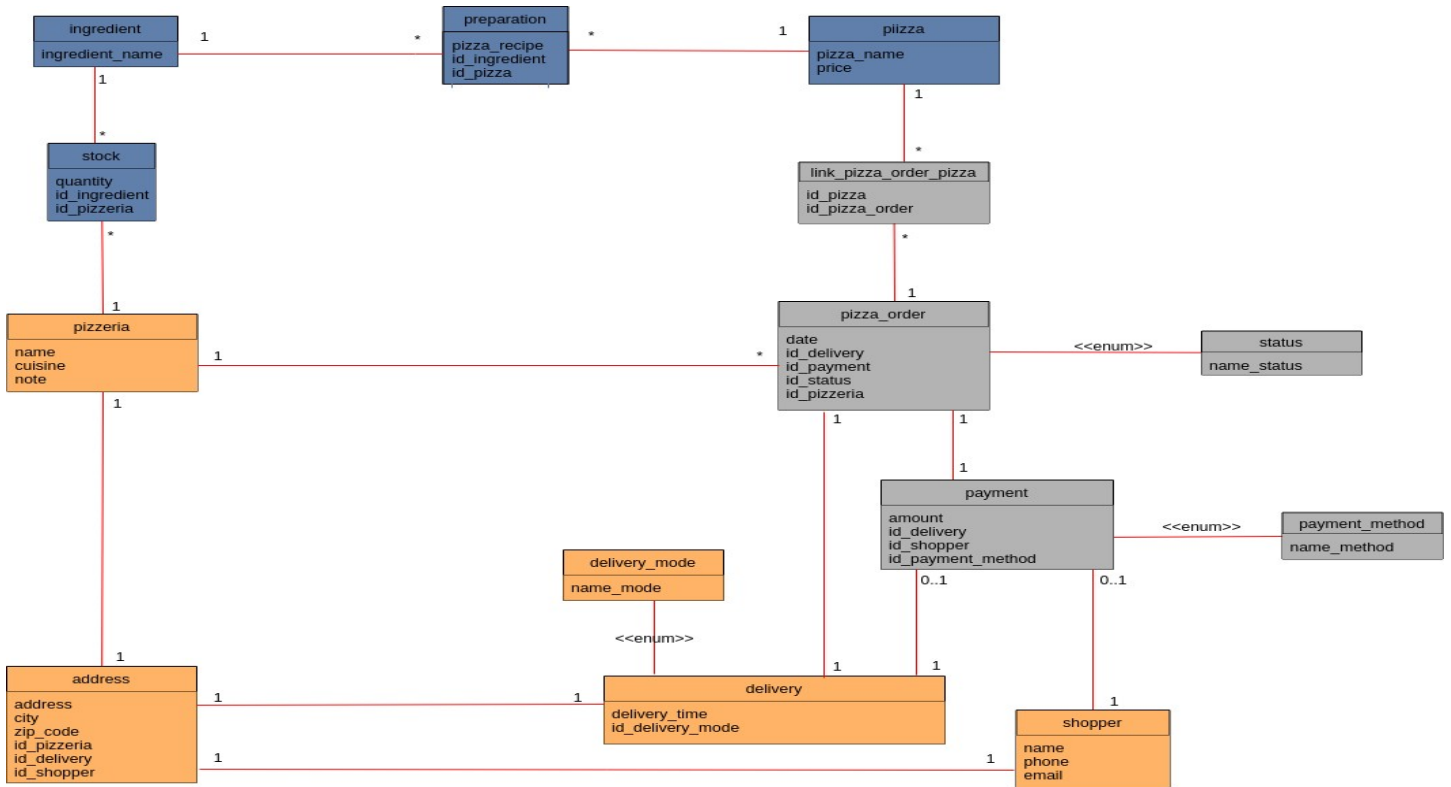 ingredient
ingredient_name
1
*
preparation
pizza_recipe
id_ingredient
id_pizza
*
1
piizza
pizza_name
price
1
*
stock
quantity
id_ingredient
id_pizzeria
*
1
1
*
link_pizza_order_pizza
id_pizza
id_pizza_order
*
1
pizzeria
name
cuisine
note
1
*
pizza_order
date
id_delivery
id_payment
id_status
id_pizzeria
<<enum>>
status
name_status
1
1
1
1
payment
amount
id_delivery
id_shopper
id_payment_method
<<enum>>
payment_method
name_method
0..1
0..1
delivery_mode
name_mode
<<enum>>
1
1
1
1
address
address
city
zip_code
id_pizzeria
id_delivery
id_shopper
1
1
delivery
delivery_time
id_delivery_mode
1
1
shopper
name
phone
email